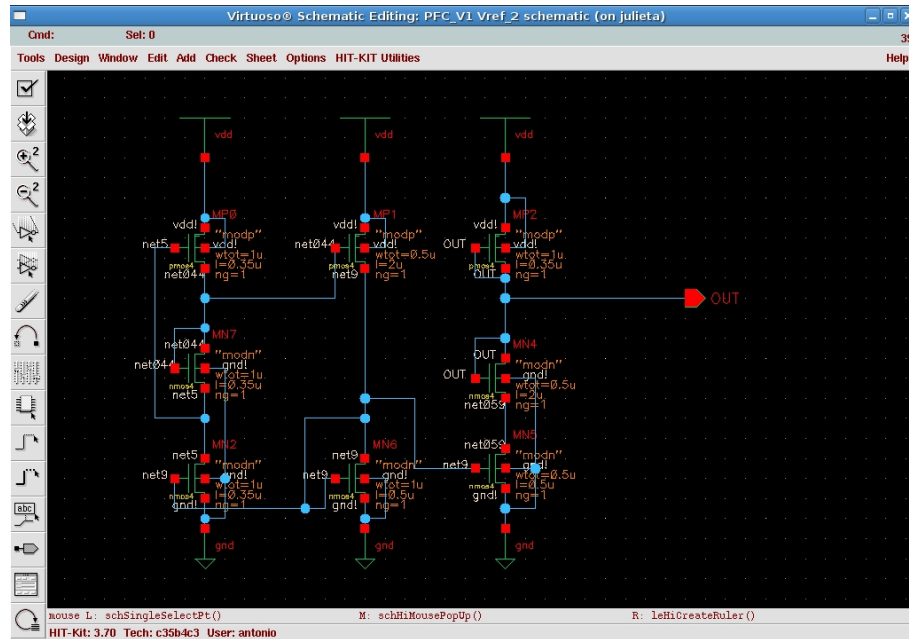 Virtuoso® Schematic Editing: PFC_V1 Vref_2 schematic (on julieta)
Cmd: Sel: 0 39
Tools Design Window Edit Add Check Sheet Options HIT-KIT Utilities Help
2
2
abc
vdd vdd vdd
MP0 MP1 MP2
vdd! vdd! vdd!
"modp" "modp" "modp"
net5 vdd! net044 vdd! OUT vdd!
wtot=1u wtot=0.5u wtot=1u
pmos4 l=0.35u pmos4 l=2u pmos4 l=0.35u
net044 ng=1 net9 ng=1 OUT ng=1
OUT
MN7
net044 "modn" OUT MN4 "modn"
net044 gnd! OUT gnd!
wtot=1u wtot=0.5u
nmos4 l=0.35u nmos4 l=2u
net5 ng=1 net059 ng=1
MN2 MN6 MN5
net5 "modn" net9 "modn" net059 "modn"
net9 gnd! net9 gnd! net9 gnd!
wtot=1u wtot=1u wtot=0.5u
nmos4 l=0.35u nmos4 l=0.5u nmos4 l=0.5u
gnd! ng=1 gnd! ng=1 gnd! ng=1
gnd gnd gnd
mouse L: schSingleSelectPt() M: schHiMousePopUp() R: leHiCreateRuler()
HIT-Kit: 3.70 Tech: c35b4c3 User: antonio